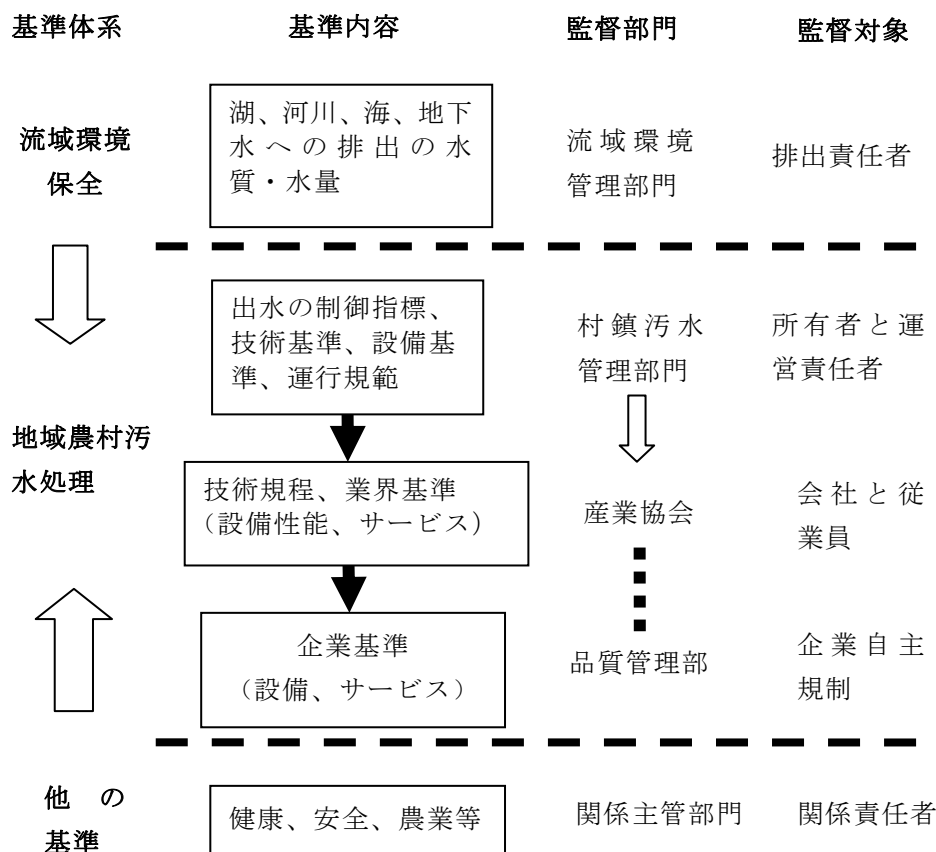 基準体系 基準内容 監督部門 監督対象
流域環境
保全
湖、河川、海、地下
水への排出の水
質・水量
流域環境
管理部門
排出責任者
出水の制御指標、
技術基準、設備基
準、運行規範
村鎮汚水
管理部門
所有者と運
営責任者
地域農村汚
水処理
技術規程、業界基準
（設備性能、サービス）
産業協会
会社と従
業員
企業基準
（設備、サービス）
品質管理部
企業自主
規制
他の
基準
健康、安全、農業等
関係主管部門
関係責任者